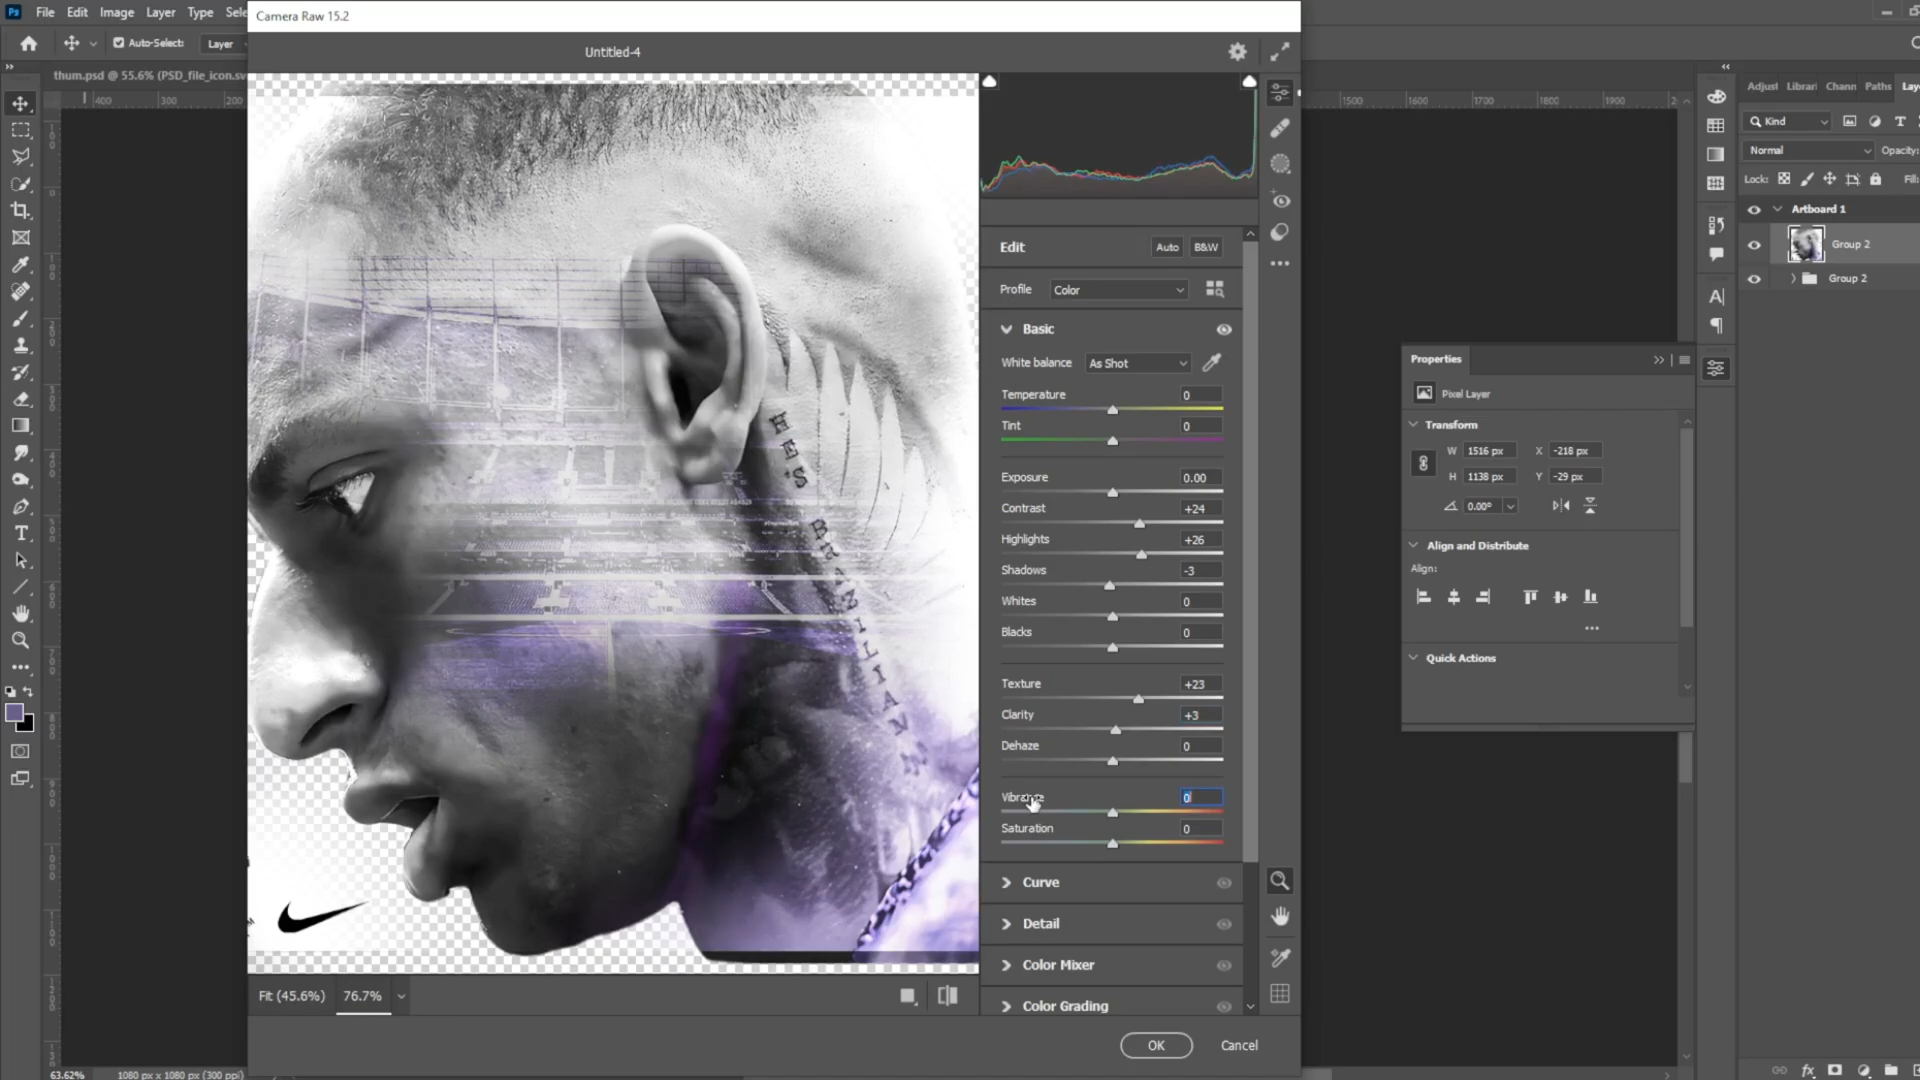 Ps File Edit Image Layer Type
Camera Raw 15.2
Auto-Select: Layer
Untitled-4
thum.psd @ 55.6% (PSD_file_icon.sv
400 300 200
1500 1600 1700 1800 1900
Adjust Librari Chann Paths Laye
Kind
Normal Opacity:
Lock: Fill:
Artboard 1
Group 2
Group 2
Edit Auto B&W
Profile Color
Basic
White balance As Shot
Temperature 0
Tint 0
Exposure 0.00
Contrast +24
Highlights +26
Shadows -3
Whites 0
Blacks 0
Texture +23
Clarity +3
Dehaze 0
Vibrance 0
Saturation 0
Curve
Detail
Color Mixer
Color Grading
HE'S
BRAZILIANN
Properties
Pixel Layer
Transform
W 1516 px X -218 px
H 1138 px Y -29 px
0.00°
Align and Distribute
Align:
Quick Actions
Fit (45.6%) 76.7%
OK Cancel
63.62% 1080 px x 1080 px (300 ppi)